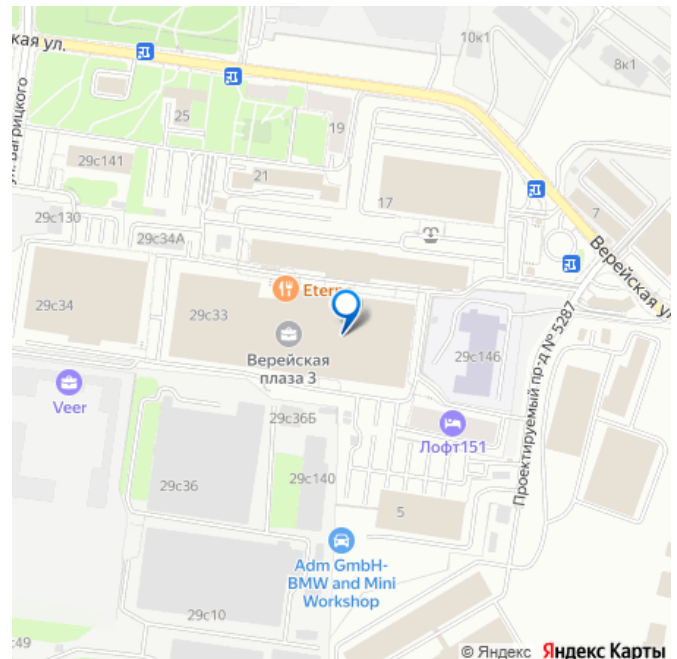 ская ул.
10к1
8к1
ул. Багрицкого
25
19
29с141
21
17
7
29с130
29с34А
Верейская ул.
Eter
29с34
29с33
Верейская
плаза 3
29с146
Проектируемый пр-д № 5287
Veer
29с36Б
Лофт151
29с36
29с140
5
Adm GmbH-
BMW and Mini
Workshop
29с10
с49
© Яндекс Яндекс Карты